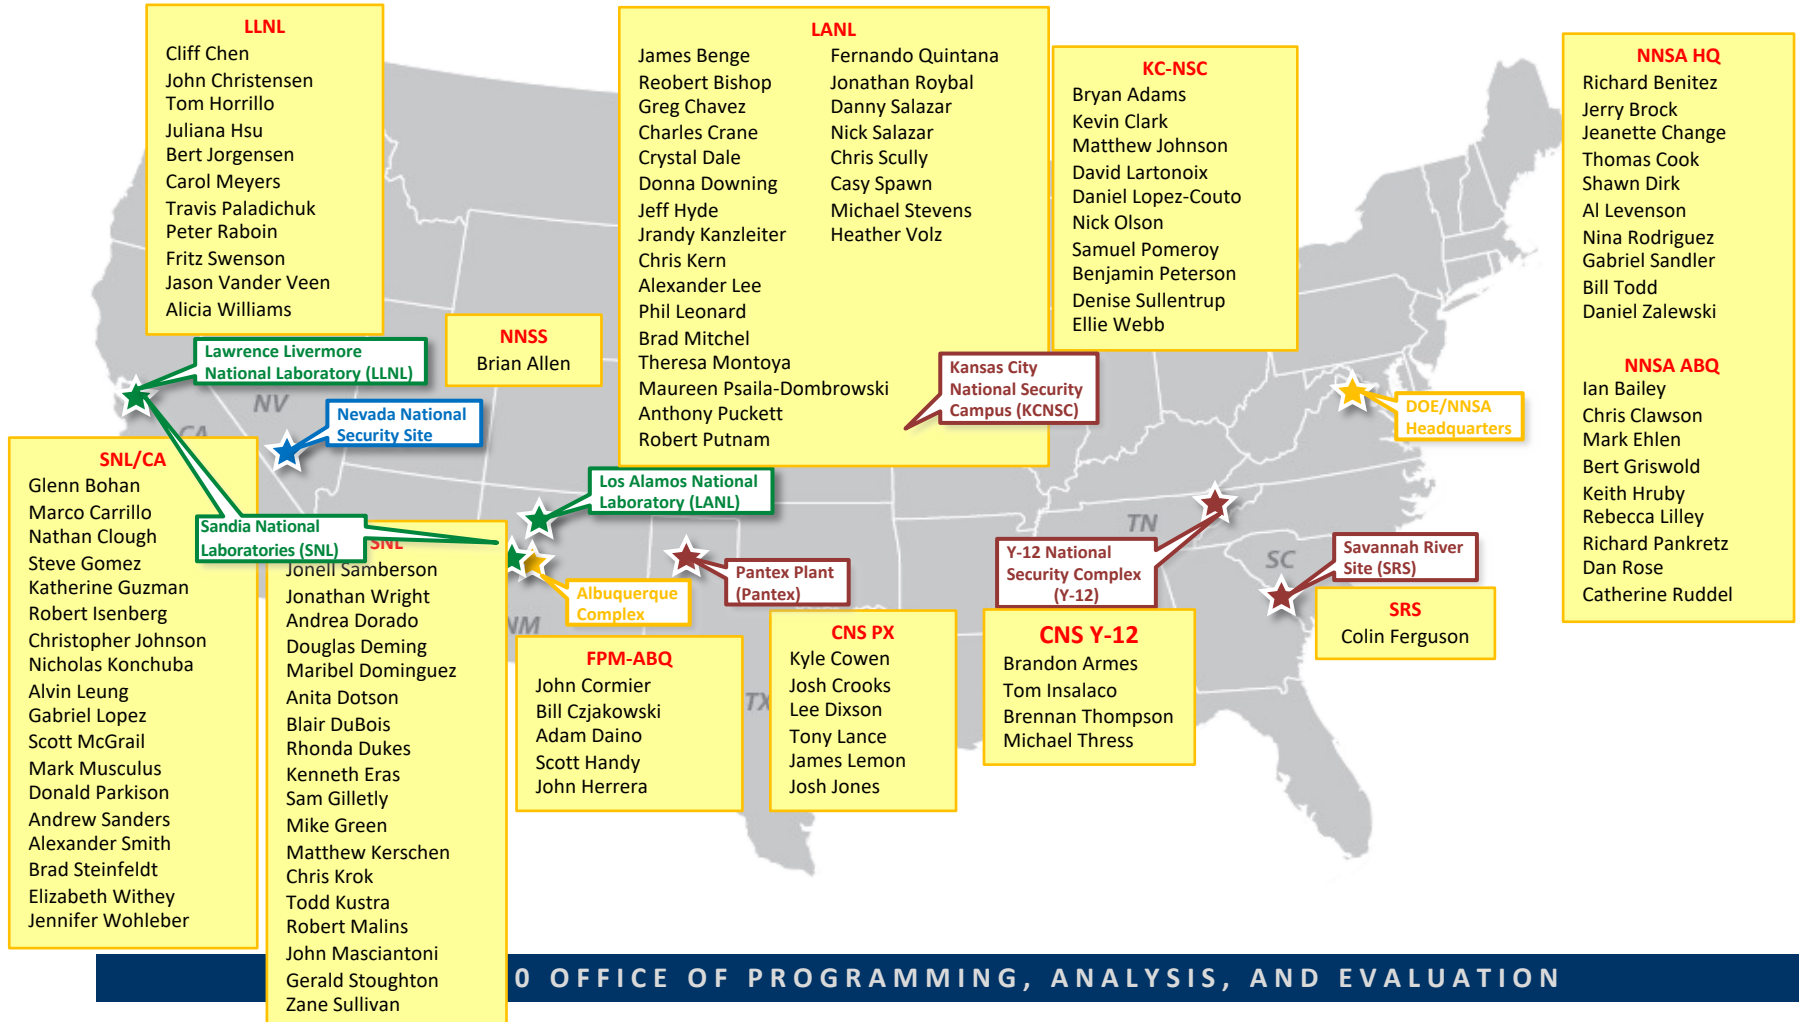 LLNL
Cliff Chen
John Christensen
Tom Horrillo
Juliana Hsu
Bert Jorgensen
Carol Meyers
Travis Paladichuk
Peter Raboin
Fritz Swenson
Jason Vander Veen
Alicia Williams
LANL
James Benge
Reobert Bishop
Greg Chavez
Charles Crane
Crystal Dale
Donna Downing
Jeff Hyde
Jrandy Kanzleiter
Chris Kern
Alexander Lee
Phil Leonard
Brad Mitchel
Theresa Montoya
Maureen Psaila-Dombrowski
Anthony Puckett
Robert Putnam
Fernando Quintana
Jonathan Roybal
Danny Salazar
Nick Salazar
Chris Scully
Casy Spawn
Michael Stevens
Heather Volz
KC-NSC
Bryan Adams
Kevin Clark
Matthew Johnson
David Lartonoix
Daniel Lopez-Couto
Nick Olson
Samuel Pomeroy
Benjamin Peterson
Denise Sullentrup
Ellie Webb
NNSA HQ
Richard Benitez
Jerry Brock
Jeanette Change
Thomas Cook
Shawn Dirk
Al Levenson
Nina Rodriguez
Gabriel Sandler
Bill Todd
Daniel Zalewski
NNSA ABQ
Ian Bailey
Chris Clawson
Mark Ehlen
Bert Griswold
Keith Hruby
Rebecca Lilley
Richard Pankretz
Dan Rose
Catherine Ruddel
NNSS
Brian Allen
Lawrence Livermore
National Laboratory (LLNL)
NV
Nevada National
Security Site
CA
Kansas City
National Security
Campus (KCNSC)
DOE/NNSA
Headquarters
SNL/CA
Glenn Bohan
Marco Carrillo
Nathan Clough
Steve Gomez
Katherine Guzman
Robert Isenberg
Christopher Johnson
Nicholas Konchuba
Alvin Leung
Gabriel Lopez
Scott McGrail
Mark Musculus
Donald Parkison
Andrew Sanders
Alexander Smith
Brad Steinfeldt
Elizabeth Withey
Jennifer Wohleber
Sandia National
Laboratories (SNL)
SNL
Jonell Samberson
Jonathan Wright
Andrea Dorado
Douglas Deming
Maribel Dominguez
Anita Dotson
Blair DuBois
Rhonda Dukes
Kenneth Eras
Sam Gilletly
Mike Green
Matthew Kerschen
Chris Krok
Todd Kustra
Robert Malins
John Masciantoni
Gerald Stoughton
Zane Sullivan
Los Alamos National
Laboratory (LANL)
Albuquerque
Complex
NM
Pantex Plant
(Pantex)
TN
Y-12 National
Security Complex
(Y-12)
SC
Savannah River
Site (SRS)
FPM-ABQ
John Cormier
Bill Czjakowski
Adam Daino
Scott Handy
John Herrera
TX
CNS PX
Kyle Cowen
Josh Crooks
Lee Dixson
Tony Lance
James Lemon
Josh Jones
CNS Y-12
Brandon Armes
Tom Insalaco
Brennan Thompson
Michael Thress
SRS
Colin Ferguson
0 OFFICE OF PROGRAMMING, ANALYSIS, AND EVALUATION